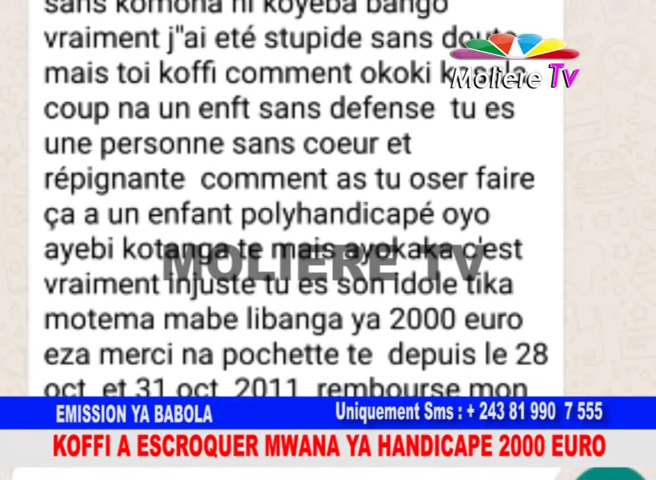 sans komona ni koyeba bango
vraiment j"ai eté stupide sans doute
Moliere Tv
mais toi koffi comment okoki
coup na un enft sans defense tu es
une personne sans coeur et
répignante comment as tu oser faire
ça a un enfant polyhandicapé oyo
ayebi kotanga te mais ayokaka c'est
MOLIERE TV
vraiment injuste tu es son idole tika
motema mabe libanga ya 2000 euro
eza merci na pochette te depuis le 28
oct et 31 oct 2011 rembourse mon
EMISSION YA BABOLA
Uniquement Sms : + 243 81 990 7 555
KOFFI A ESCROQUER MWANA YA HANDICAPE 2000 EURO